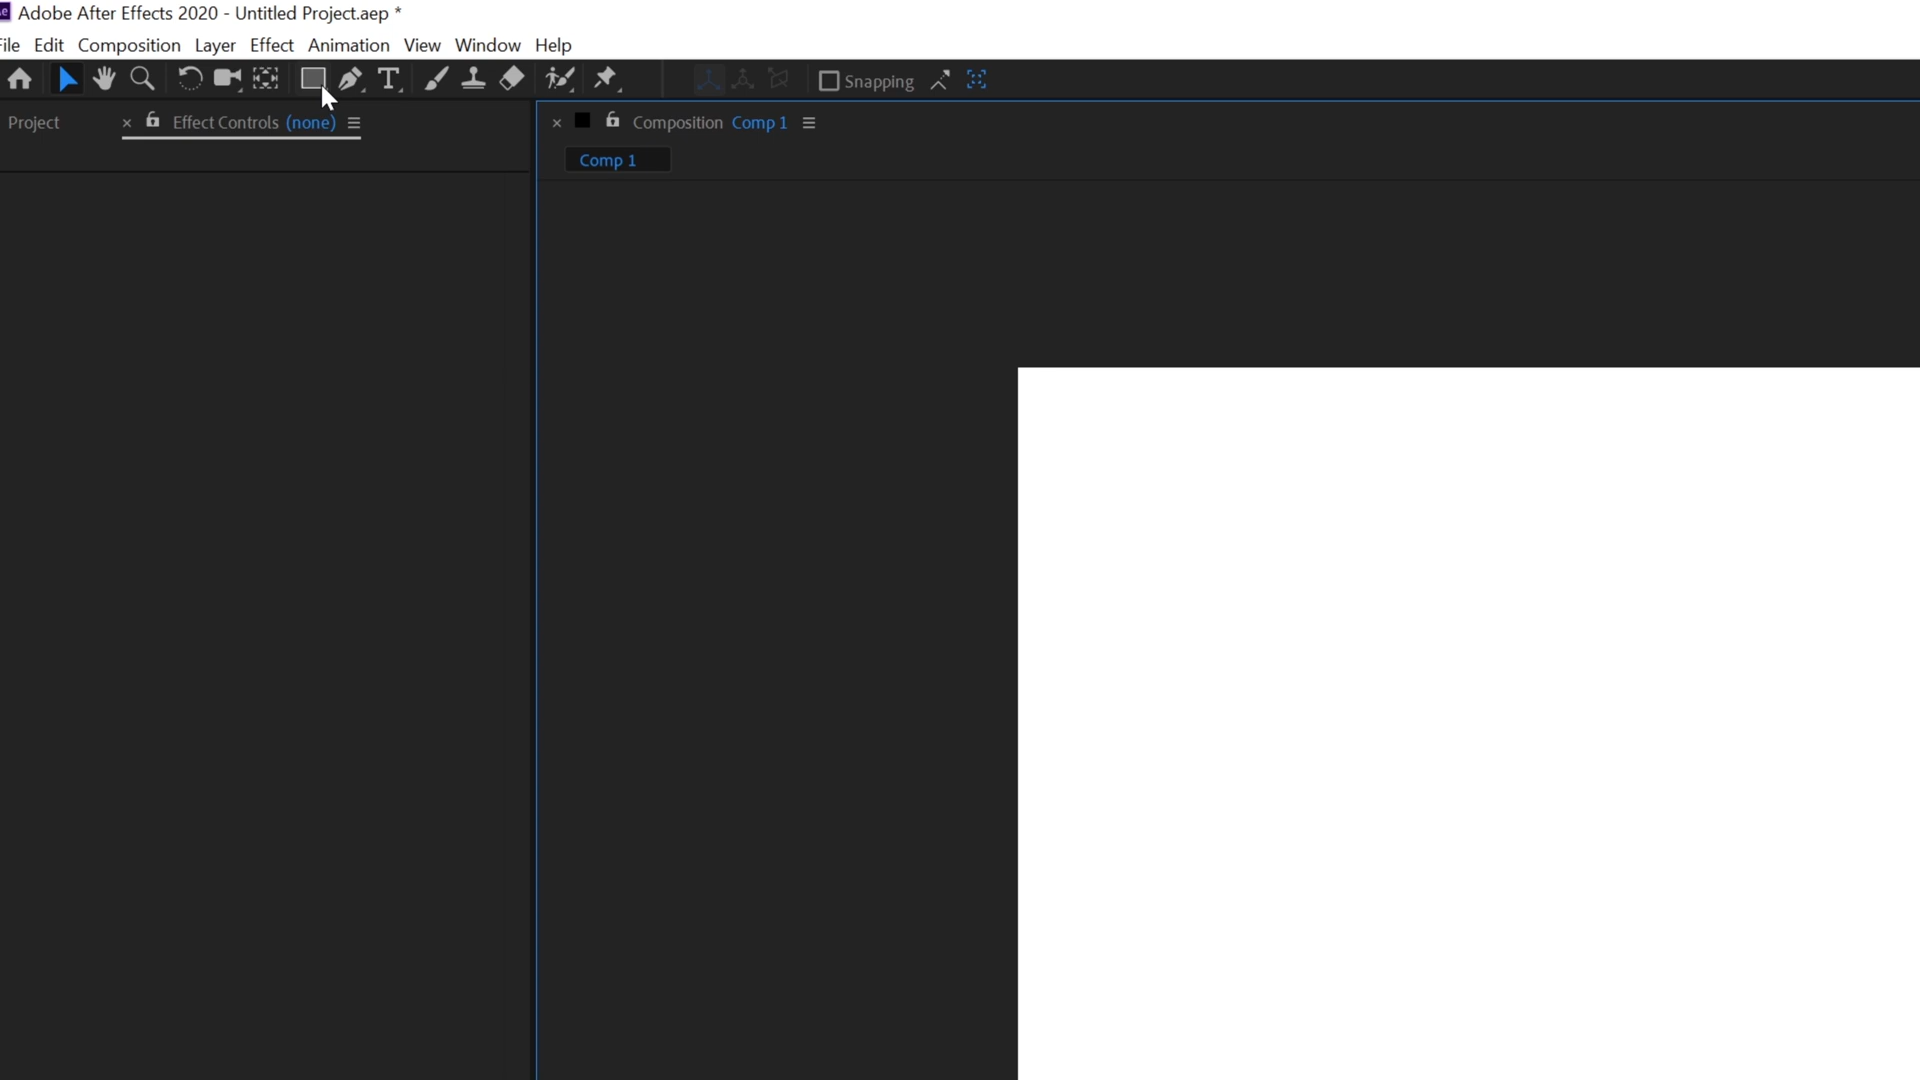 Adobe After Effects 2020 - Untitled Project.aep *
File Edit Composition Layer Effect Animation View Window Help
Snapping
Project × Effect Controls (none)
× Composition Comp 1
Comp 1